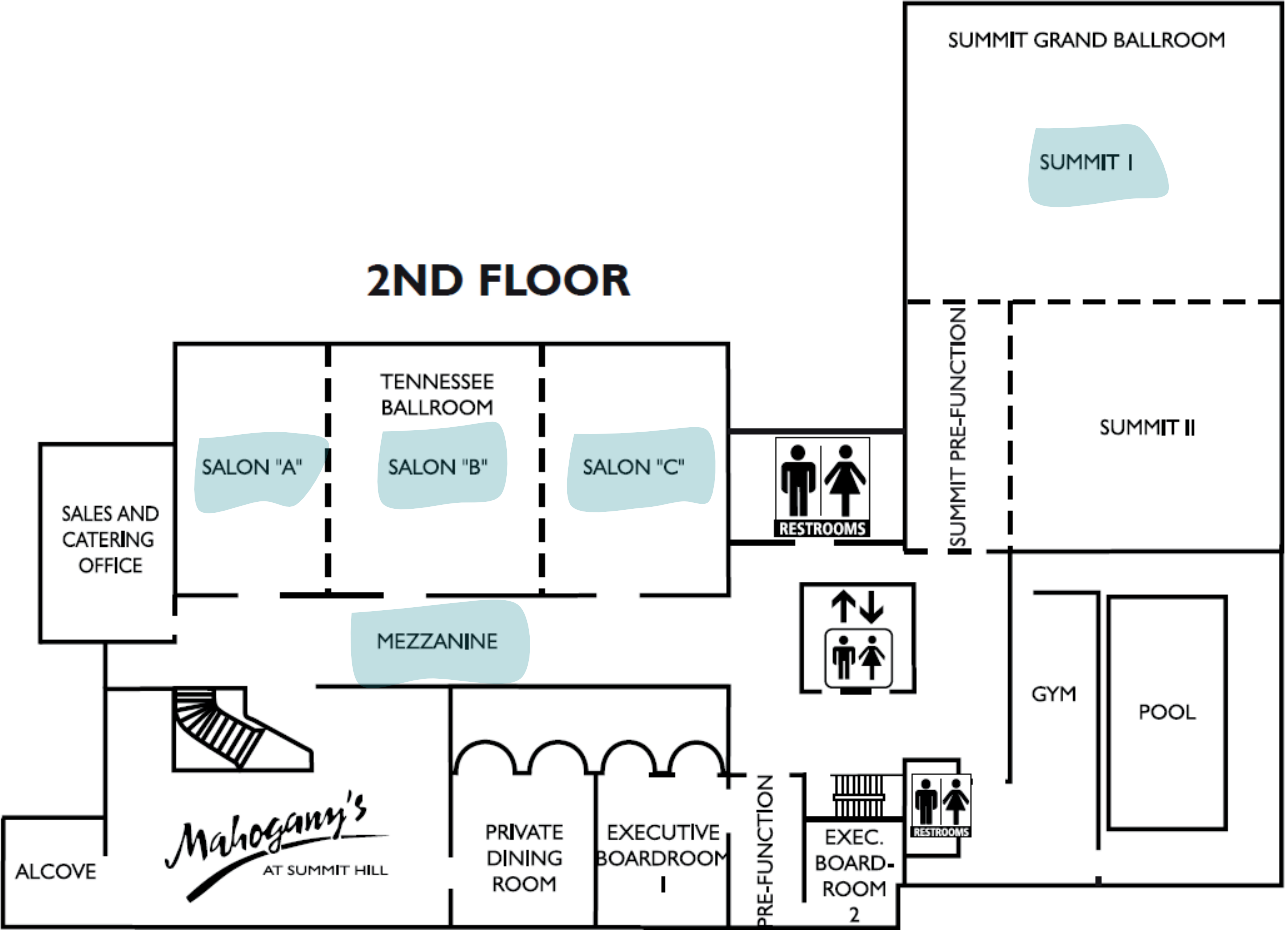 SUMMIT GRAND BALLROOM
SUMMIT I
2ND FLOOR
SUMMIT PRE-FUNCTION
TENNESSEE
BALLROOM
SUMMIT II
SALON "A"
SALON "B"
SALON "C"
RESTROOMS
SALES AND
CATERING
OFFICE
MEZZANINE
GYM
POOL
Mahogany's
AT SUMMIT HILL
ALCOVE
PRIVATE
DINING
ROOM
EXECUTIVE
BOARDROOM
I
PRE-FUNCTION
EXEC.
BOARD-
ROOM
2
RESTROOMS